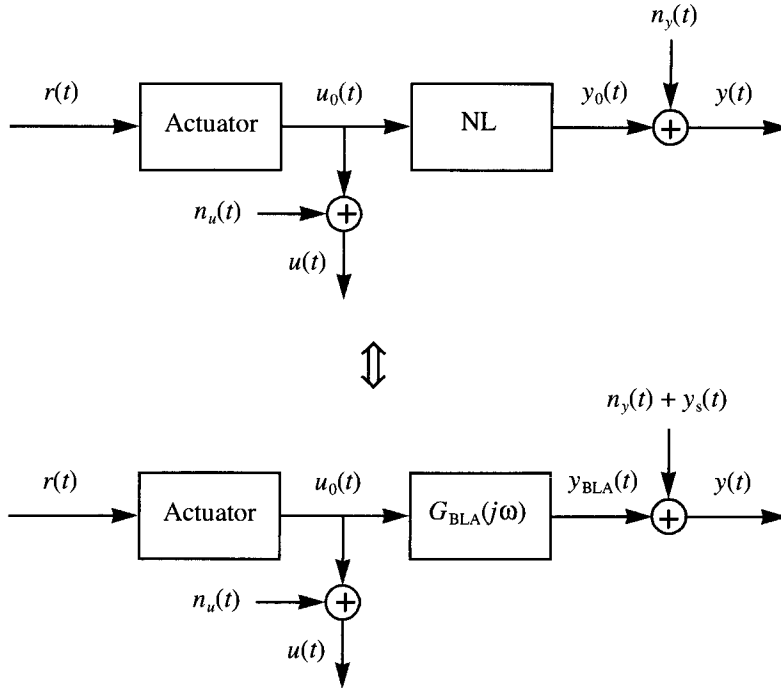 n_y(t)
r(t)
Actuator
u_0(t)
NL
y_0(t)
+
y(t)
n_u(t)
+
u(t)
⇕
n_y(t) + y_s(t)
r(t)
Actuator
u_0(t)
G_BLA(jω)
y_BLA(t)
+
y(t)
n_u(t)
+
u(t)